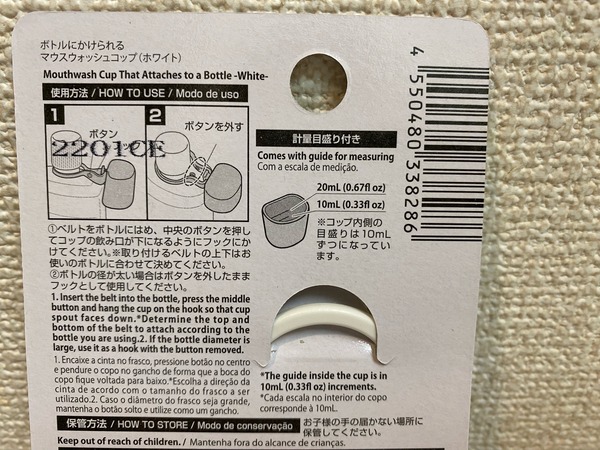 ボトルにかけられる
マウスウォッシュコップ(ホワイト)
Mouthwash Cup That Attaches to a Bottle -White-
使用方法 / HOW TO USE / Modo de uso
1
ボタン
2201CE
2
ボタンを外す
①ベルトをボトルにはめ、中央のボタンを押し
てコップの飲み口が下になるようにフックにか
けてください。※取り付けるベルトの上下はお
使いのボトルに合わせて決めてください。
②ボトルの径が太い場合はボタンを外したまま
フックとして使用してください。
1. Insert the belt into the bottle, press the middle
button and hang the cup on the hook so that cup
spout faces down.*Determine the top and
bottom of the belt to attach according to the
bottle you are using.2. If the bottle diameter is
large, use it as a hook with the button removed.
1. Encaixe a cinta no frasco, pressione botão no centro
e pendure o copo no gancho de forma que a boca do
copo fique voltada para baixo.*Escolha a direção da
cinta de acordo com o tamanho do frasco a ser
utilizado.2. Caso o diâmetro do frasco seja grande,
mantenha o botão solto e utilize como um gancho.
保管方法 / HOW TO STORE / Modo de conservação
お子様の手の届かない場所に
保管してください。
Keep out of reach of children. / Mantenha fora do alcance de crianças.
計量目盛り付き
Comes with guide for measuring
Com a escala de medição.
20mL (0.67fl oz)
10mL (0.33fl oz)
※コップ内側の
目盛りは10mL
ずつになってい
ます。
*The guide inside the cup is in
10mL (0.33fl oz) increments.
*Cada escala no interior do copo
corresponde à 10mL.
4 550480 338286